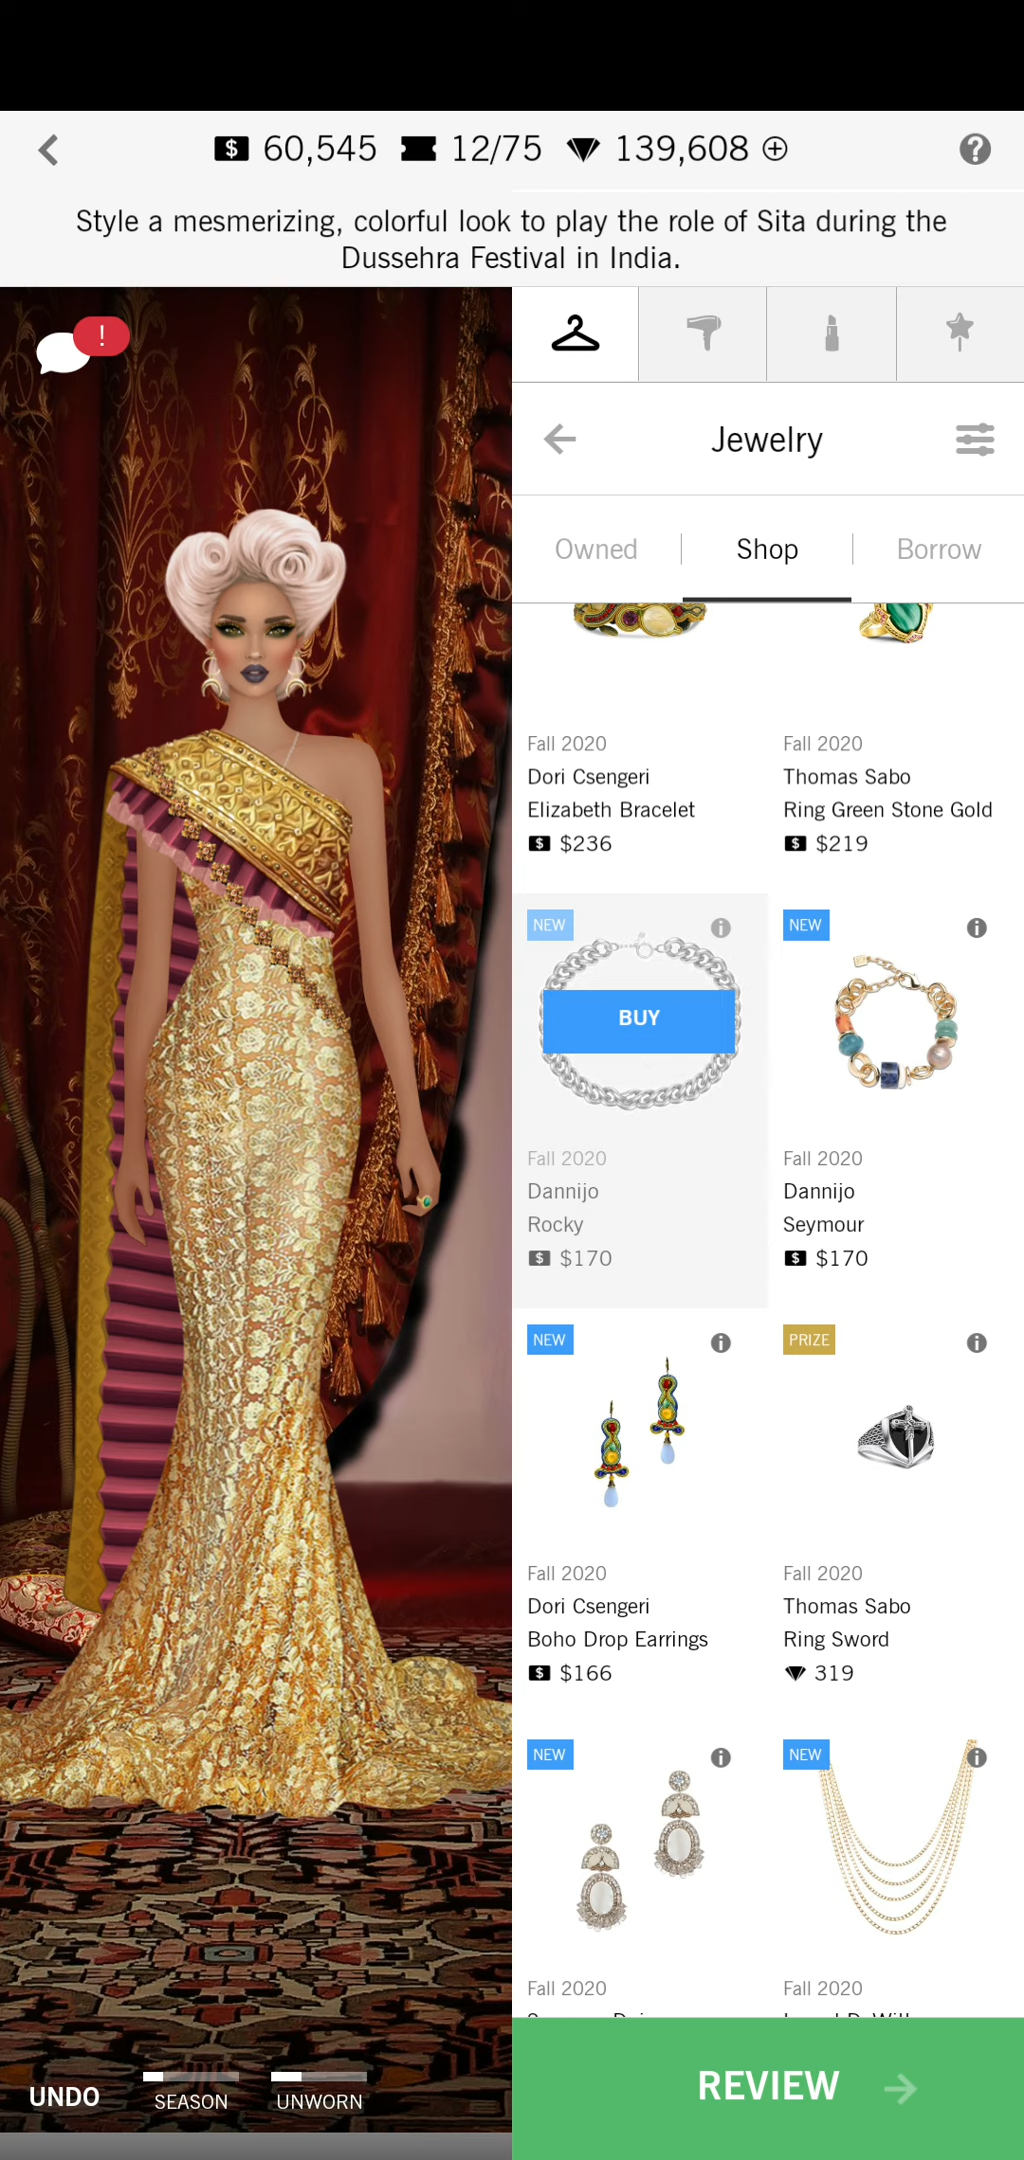 60,545 12/75 139,608
Style a mesmerizing, colorful look to play the role of Sita during the
Dussehra Festival in India.
!
Jewelry
Owned
Shop
Borrow
Fall 2020
Dori Csengeri
Elizabeth Bracelet
$236
Fall 2020
Thomas Sabo
Ring Green Stone Gold
$219
NEW
BUY
Fall 2020
Dannijo
Rocky
$170
NEW
Fall 2020
Dannijo
Seymour
$170
NEW
Fall 2020
Dori Csengeri
Boho Drop Earrings
$166
PRIZE
Fall 2020
Thomas Sabo
Ring Sword
319
NEW
Fall 2020
NEW
Fall 2020
UNDO
SEASON
UNWORN
REVIEW